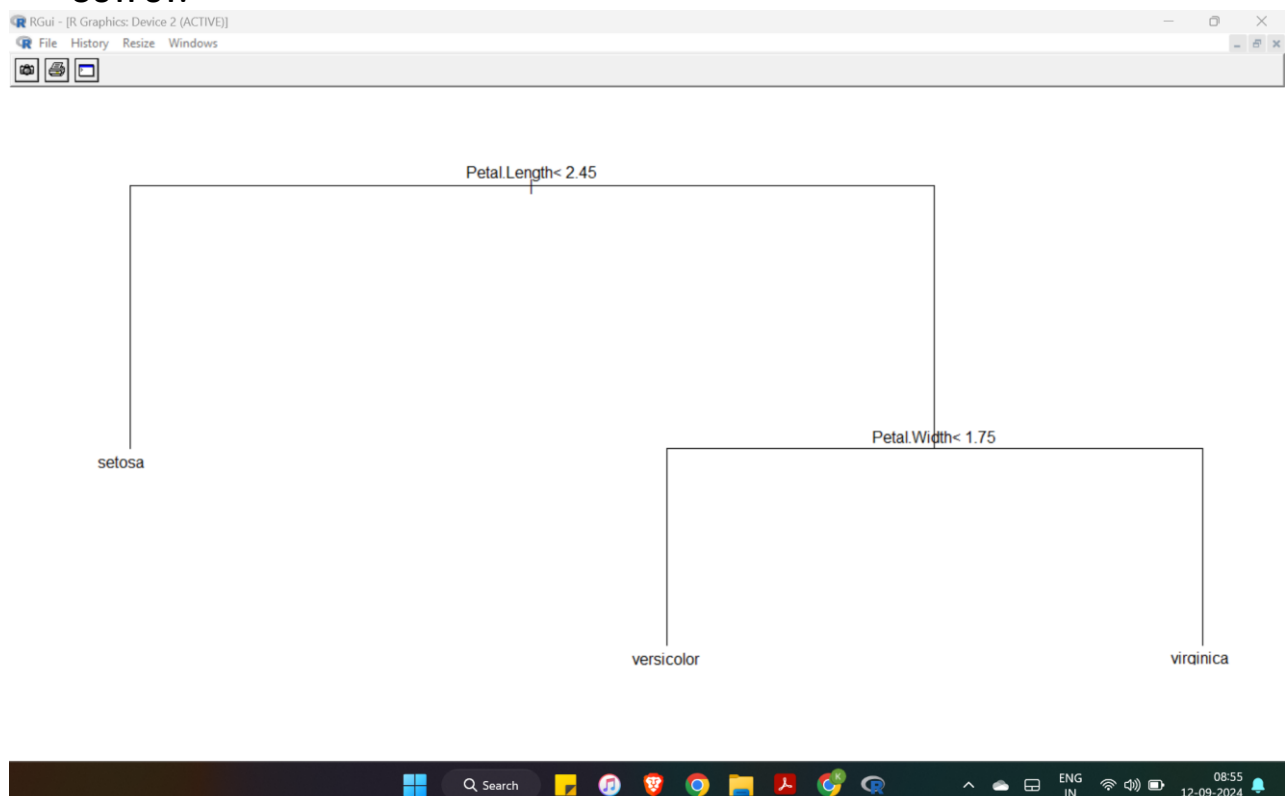 RGui - [R Graphics: Device 2 (ACTIVE)]
File History Resize Windows
Petal.Length< 2.45
Petal.Width< 1.75
setosa
versicolor
virginica
Search
ENG
IN
08:55
12-09-2024